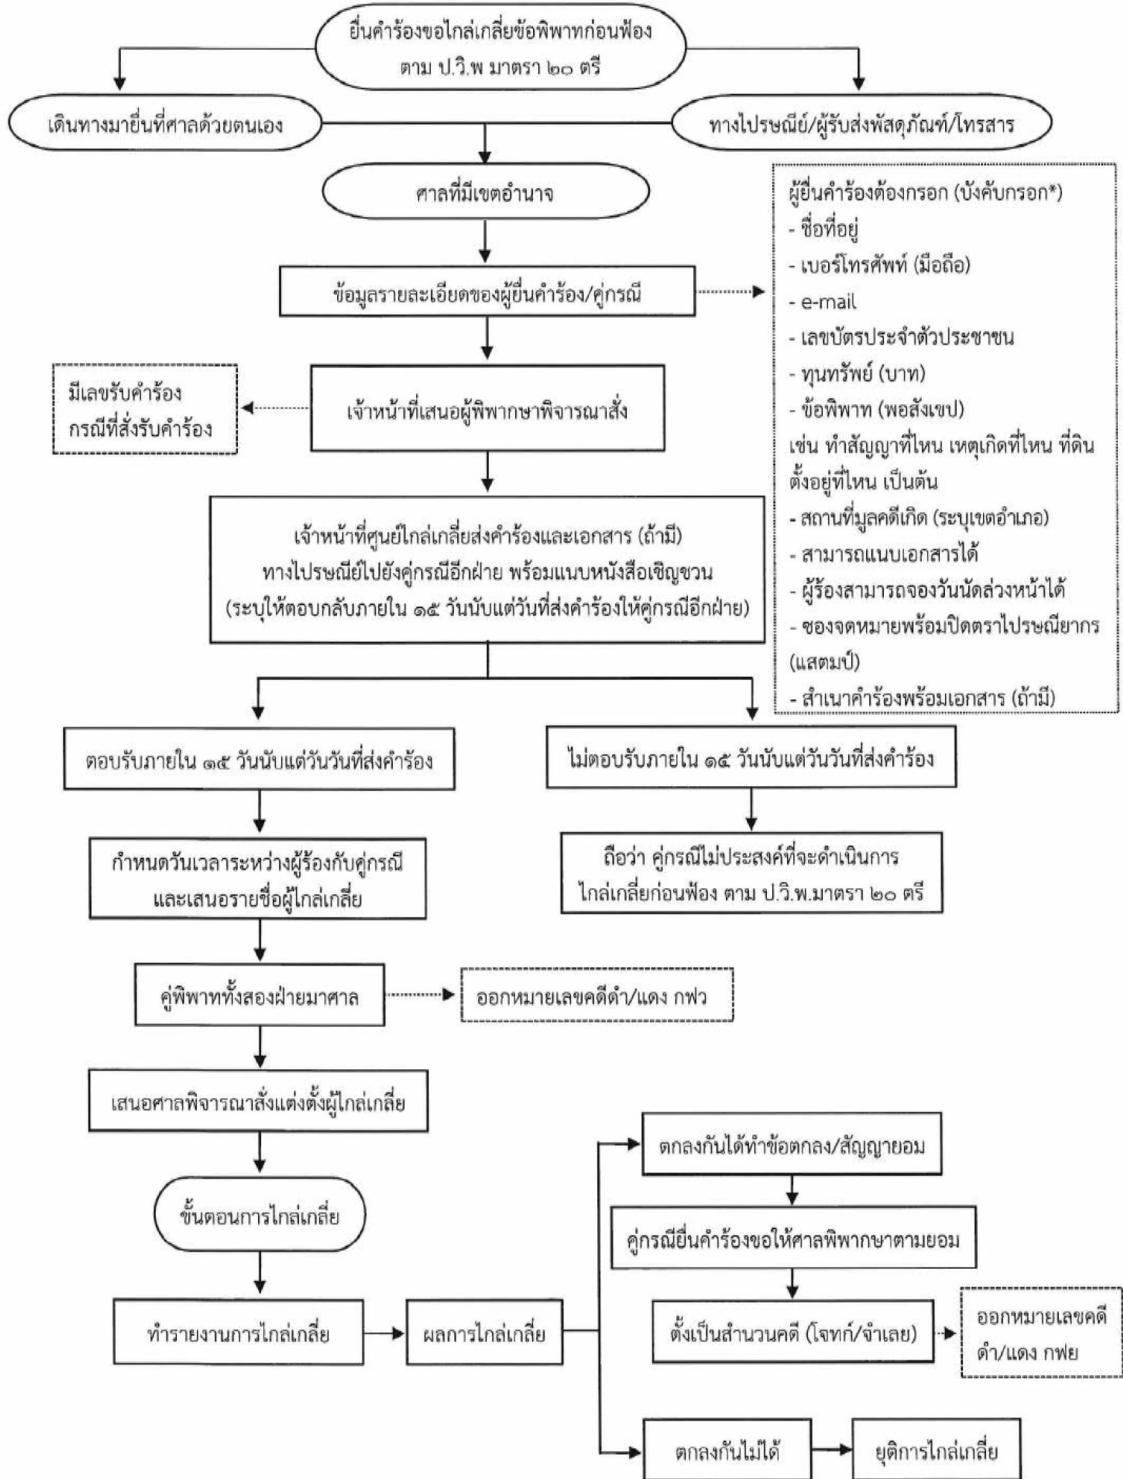 ยื่นคำร้องขอไกล่เกลี่ยข้อพิพาทก่อนฟ้อง
ตาม ป.วิ.พ มาตรา ๒๐ ตรี
เดินทางมายื่นที่ศาลด้วยตนเอง
ทางไปรษณีย์/ผู้รับส่งพัสดุภัณฑ์/โทรสาร
ศาลที่มีเขตอำนาจ
ข้อมูลรายละเอียดของผู้ยื่นคำร้อง/คู่กรณี
ผู้ยื่นคำร้องต้องกรอก (บังคับกรอก*)
- ชื่อที่อยู่
- เบอร์โทรศัพท์ (มือถือ)
- e-mail
- เลขบัตรประจำตัวประชาชน
- ทุนทรัพย์ (บาท)
- ข้อพิพาท (พอสังเขป)
เช่น ทำสัญญาที่ไหน เหตุเกิดที่ไหน ที่ดิน
ตั้งอยู่ที่ไหน เป็นต้น
- สถานที่มูลคดีเกิด (ระบุเขตอำเภอ)
- สามารถแนบเอกสารได้
- ผู้ร้องสามารถจองวันนัดล่วงหน้าได้
- ซองจดหมายพร้อมปิดตราไปรษณียากร
(แสตมป์)
- สำเนาคำร้องพร้อมเอกสาร (ถ้ามี)
มีเลขรับคำร้อง
กรณีที่สั่งรับคำร้อง
เจ้าหน้าที่เสนอผู้พิพากษาพิจารณาสั่ง
เจ้าหน้าที่ศูนย์ไกล่เกลี่ยส่งคำร้องและเอกสาร (ถ้ามี)
ทางไปรษณีย์ไปยังคู่กรณีอีกฝ่าย พร้อมแนบหนังสือเชิญชวน
(ระบุให้ตอบกลับภายใน ๑๕ วันนับแต่วันที่ส่งคำร้องให้คู่กรณีอีกฝ่าย)
ตอบรับภายใน ๑๕ วันนับแต่วันวันที่ส่งคำร้อง
ไม่ตอบรับภายใน ๑๕ วันนับแต่วันวันที่ส่งคำร้อง
กำหนดวันเวลาระหว่างผู้ร้องกับคู่กรณี
และเสนอรายชื่อผู้ไกล่เกลี่ย
ถือว่า คู่กรณีไม่ประสงค์ที่จะดำเนินการ
ไกล่เกลี่ยก่อนฟ้อง ตาม ป.วิ.พ.มาตรา ๒๐ ตรี
คู่พิพาททั้งสองฝ่ายมาศาล
ออกหมายเลขคดีดำ/แดง กฟว
เสนอศาลพิจารณาสั่งแต่งตั้งผู้ไกล่เกลี่ย
ขั้นตอนการไกล่เกลี่ย
ทำรายงานการไกล่เกลี่ย
ผลการไกล่เกลี่ย
ตกลงกันได้ทำข้อตกลง/สัญญายอม
คู่กรณียื่นคำร้องขอให้ศาลพิพากษาตามยอม
ตั้งเป็นสำนวนคดี (โจทก์/จำเลย)
ออกหมายเลขคดี
ดำ/แดง กฟย
ตกลงกันไม่ได้
ยุติการไกล่เกลี่ย